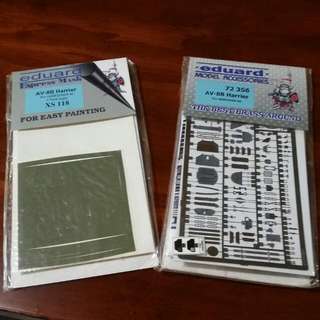 eduard
Express Mask
AV-8B Harrier
XS 118
FOR EASY PAINTING
eduard
MODEL ACCESSORIES
72 356
AV-8B Harrier
THE BEST BRASS AROUND